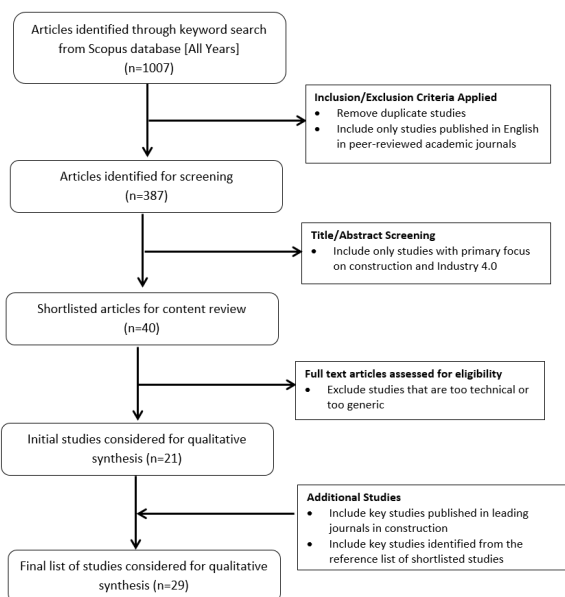 Articles identified through keyword search
from Scopus database [All Years]
(n=1007)
Inclusion/Exclusion Criteria Applied
• Remove duplicate studies
• Include only studies published in English
in peer-reviewed academic journals
Articles identified for screening
(n=387)
Title/Abstract Screening
• Include only studies with primary focus
on construction and Industry 4.0
Shortlisted articles for content review
(n=40)
Full text articles assessed for eligibility
• Exclude studies that are too technical or
too generic
Initial studies considered for qualitative
synthesis (n=21)
Additional Studies
• Include key studies published in leading
journals in construction
• Include key studies identified from the
reference list of shortlisted studies
Final list of studies considered for qualitative
synthesis (n=29)